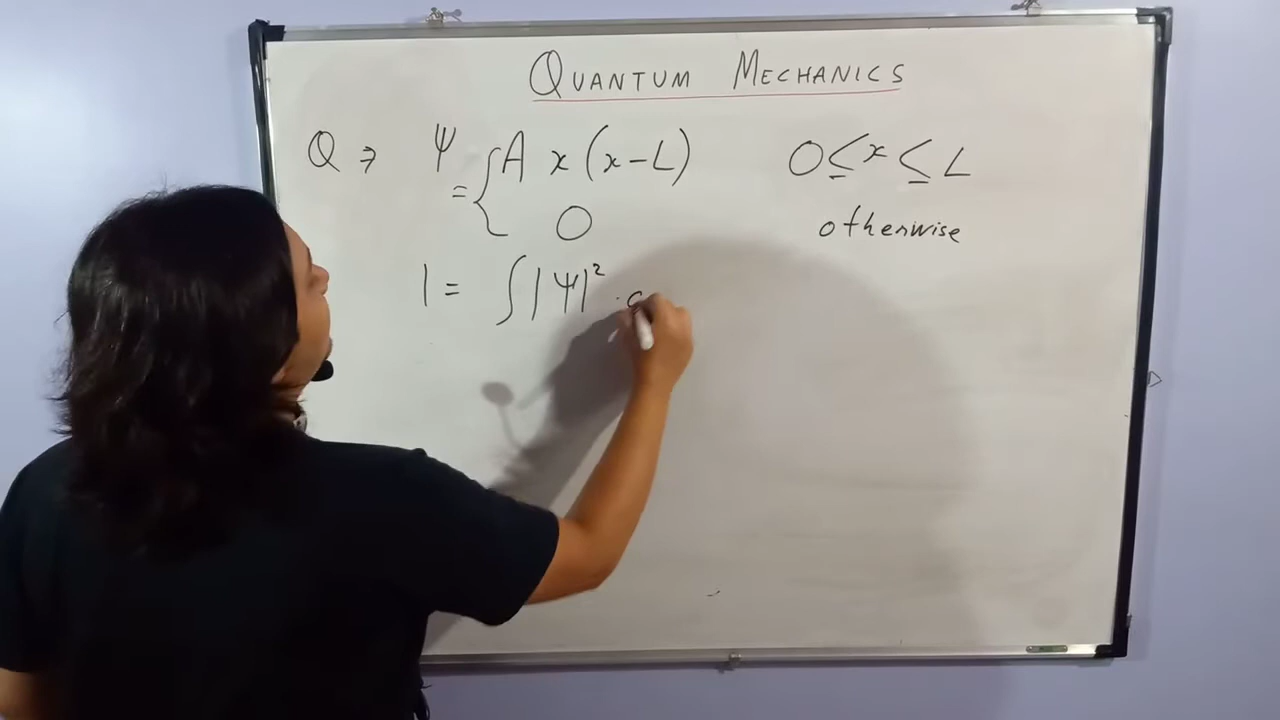 QUANTUM MECHANICS
Q ⇒ Ψ = { A x (x-L) 0 ≤ x ≤ L
0 otherwise
1 = ∫ |Ψ|² ·